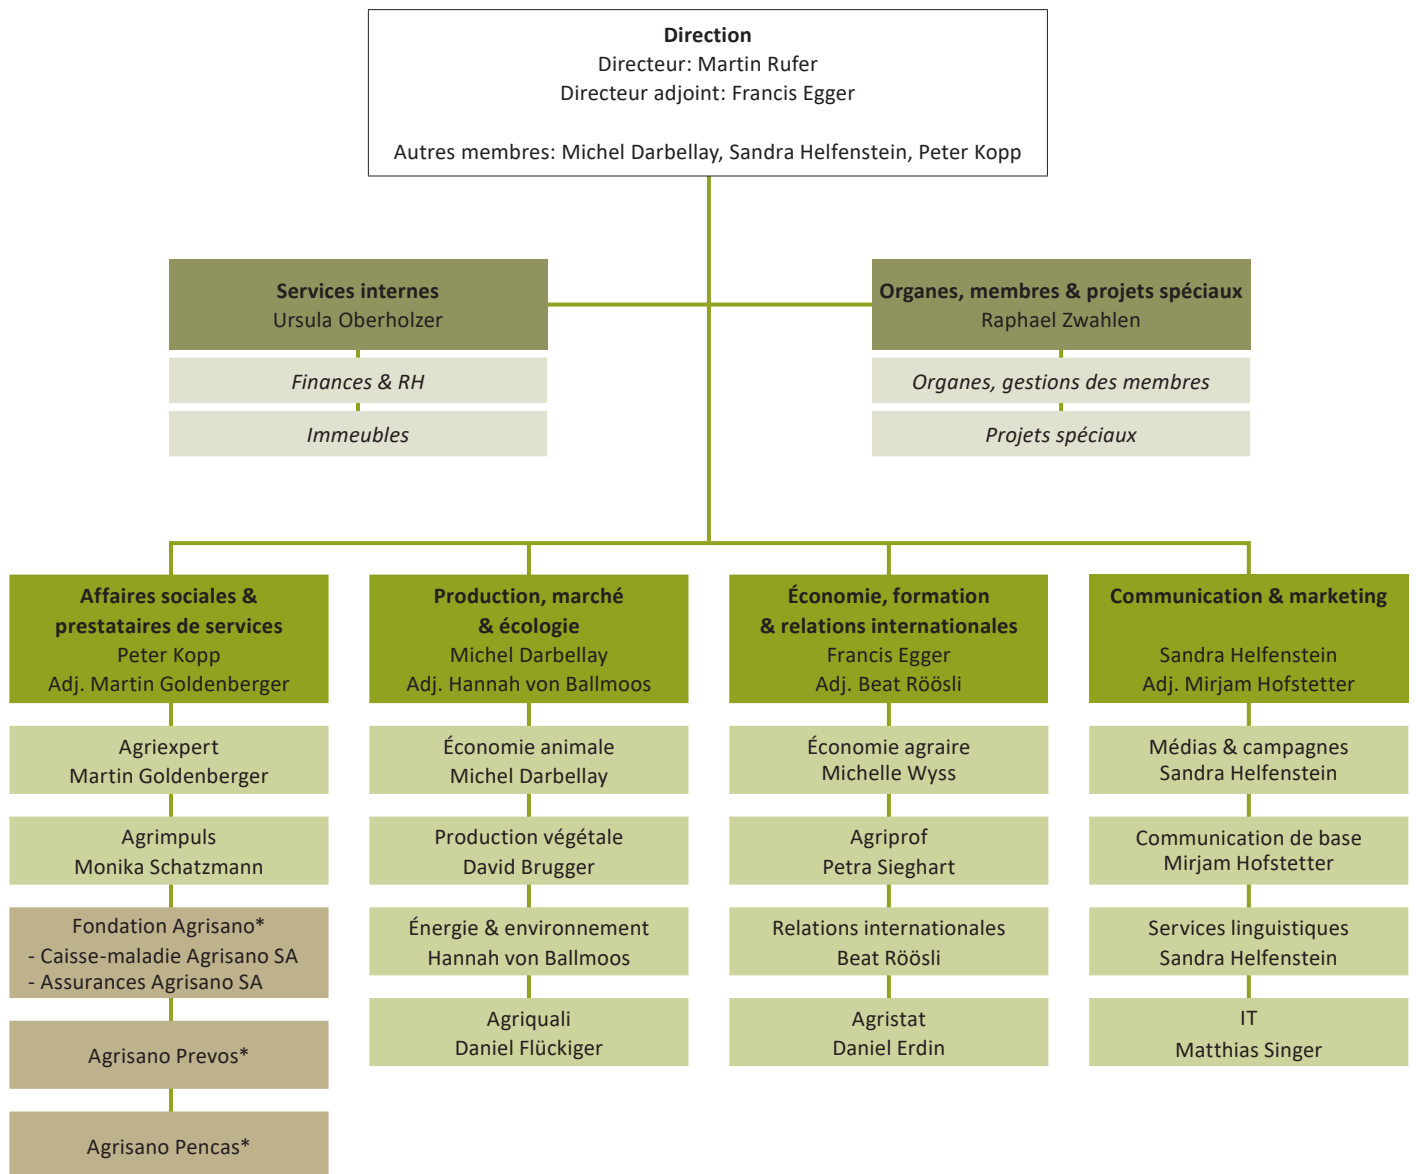 Direction
Directeur: Martin Rufer
Directeur adjoint: Francis Egger
Autres membres: Michel Darbellay, Sandra Helfenstein, Peter Kopp
Services internes
Ursula Oberholzer
Finances & RH
Immeubles
Organes, membres & projets spéciaux
Raphael Zwahlen
Organes, gestions des membres
Projets spéciaux
Affaires sociales &
prestataires de services
Peter Kopp
Adj. Martin Goldenberger
Agriexpert
Martin Goldenberger
Agrimpuls
Monika Schatzmann
Fondation Agrisano*
- Caisse-maladie Agrisano SA
- Assurances Agrisano SA
Agrisano Prevos*
Agrisano Pencas*
Production, marché
& écologie
Michel Darbellay
Adj. Hannah von Ballmoos
Économie animale
Michel Darbellay
Production végétale
David Brugger
Énergie & environnement
Hannah von Ballmoos
Agriquali
Daniel Flückiger
Économie, formation
& relations internationales
Francis Egger
Adj. Beat Röösli
Économie agraire
Michelle Wyss
Agriprof
Petra Sieghart
Relations internationales
Beat Röösli
Agristat
Daniel Erdin
Communication & marketing
Sandra Helfenstein
Adj. Mirjam Hofstetter
Médias & campagnes
Sandra Helfenstein
Communication de base
Mirjam Hofstetter
Services linguistiques
Sandra Helfenstein
IT
Matthias Singer